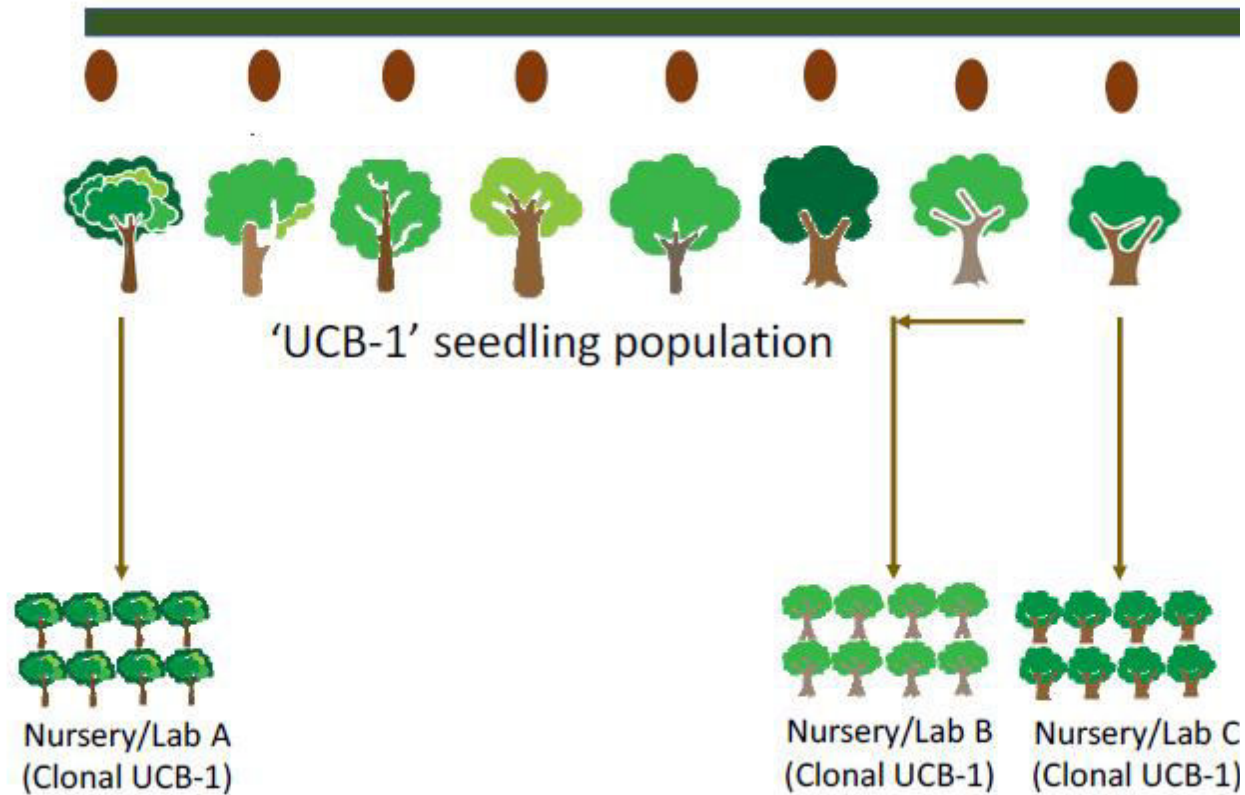 ‘UCB-1’ seedling population
Nursery/Lab A
(Clonal UCB-1)
Nursery/Lab B
(Clonal UCB-1)
Nursery/Lab C
(Clonal UCB-1)